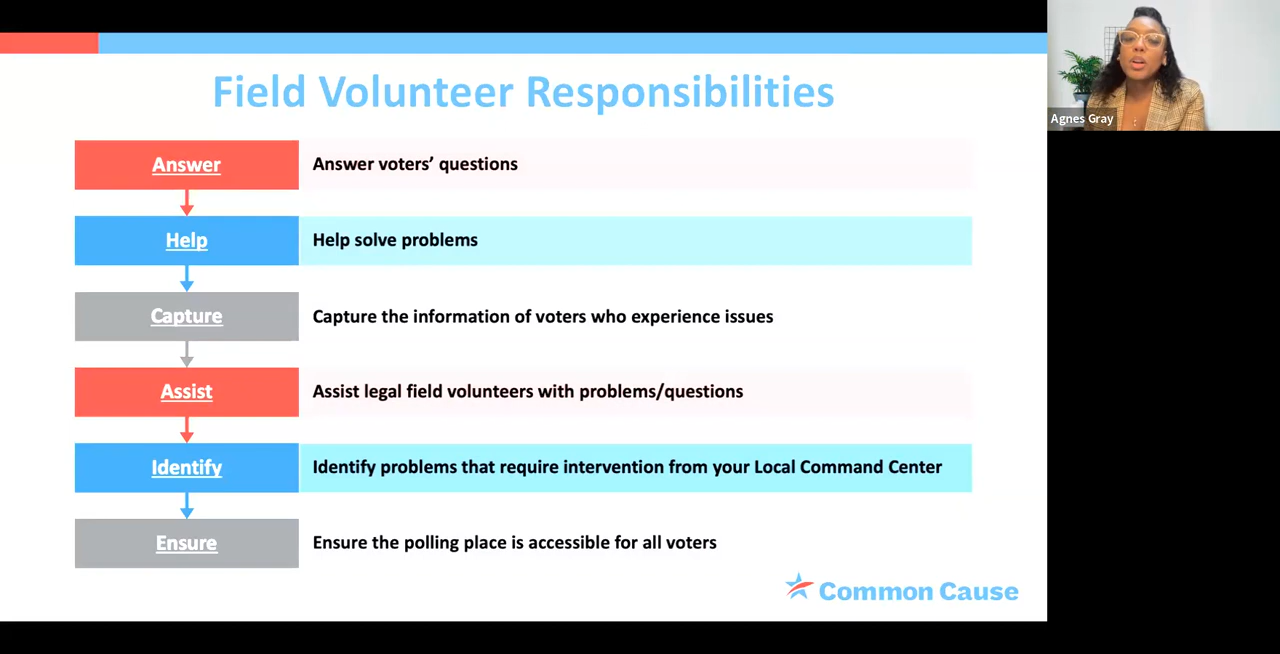 Field Volunteer Responsibilities
Agnes Gray
Answer
Answer voters’ questions
Help
Help solve problems
Capture
Capture the information of voters who experience issues
Assist
Assist legal field volunteers with problems/questions
Identify
Identify problems that require intervention from your Local Command Center
Ensure
Ensure the polling place is accessible for all voters
Common Cause